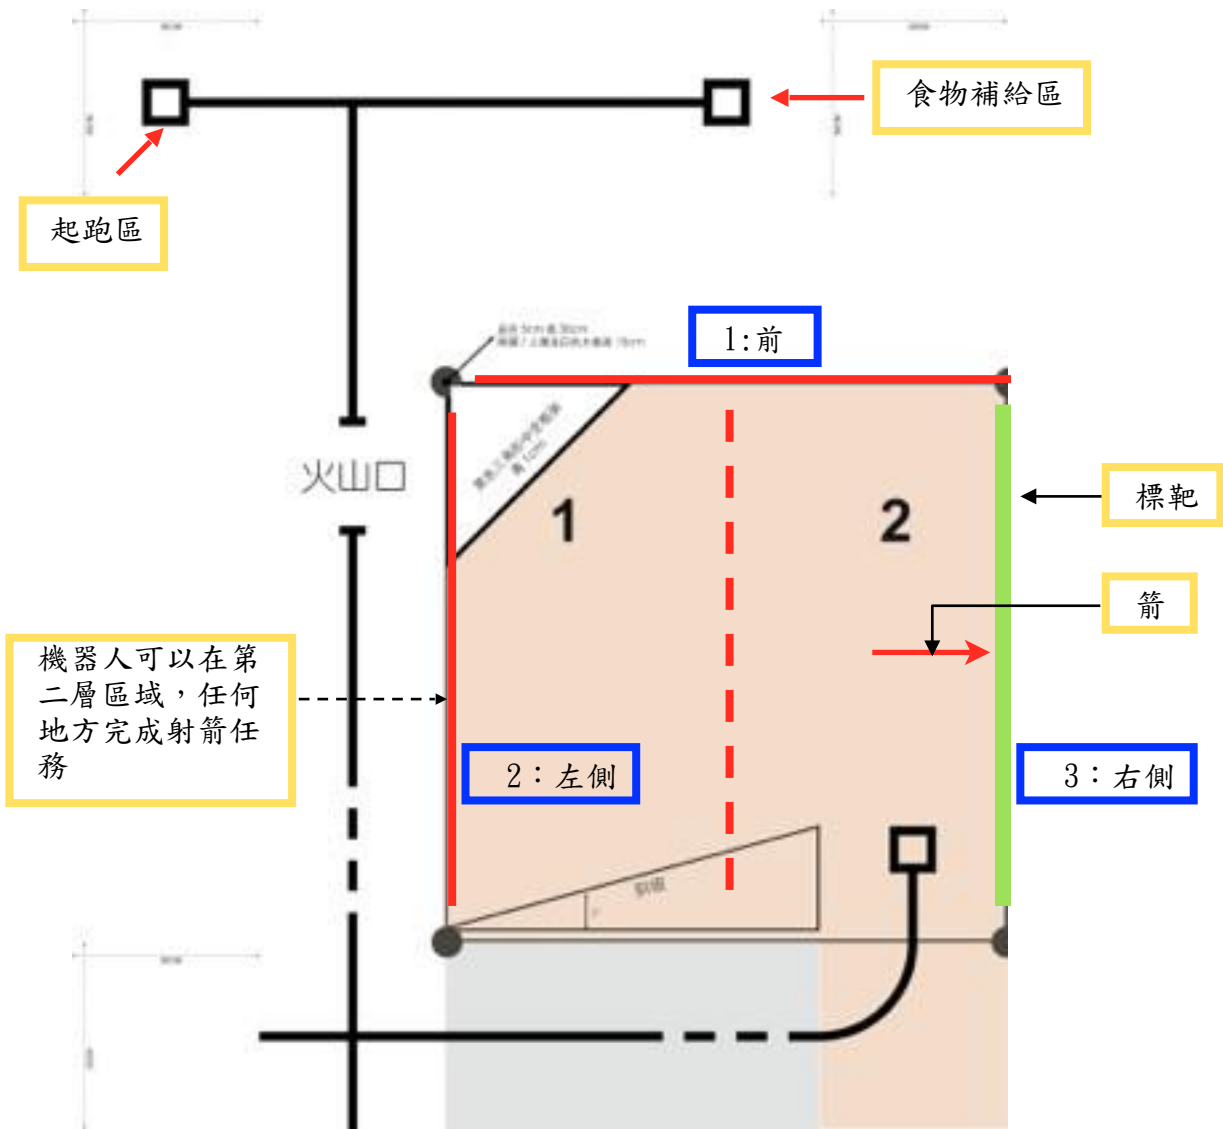 食物補給區
起跑區
1:前
火山口
1
2
標靶
箭
機器人可以在第
二層區域，任何
地方完成射箭任
務
2：左側
3：右側
斜坡